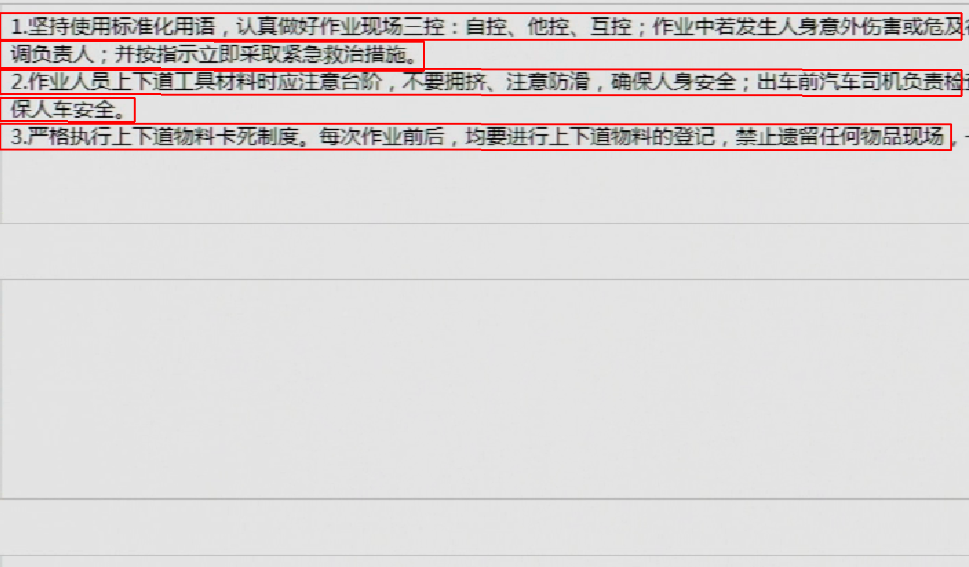 1.坚持使用标准化用语，认真做好作业现场三控：自控、他控、互控；作业中若发生人身意外伤害或危及
调负责人；并按指示立即采取紧急救治措施。
2.作业人员上下道工具材料时应注意台阶，不要拥挤、注意防滑，确保人身安全；出车前汽车司机负责检
保人车安全。
3.严格执行上下道物料卡死制度。每次作业前后，均要进行上下道物料的登记，禁止遗留任何物品现场，